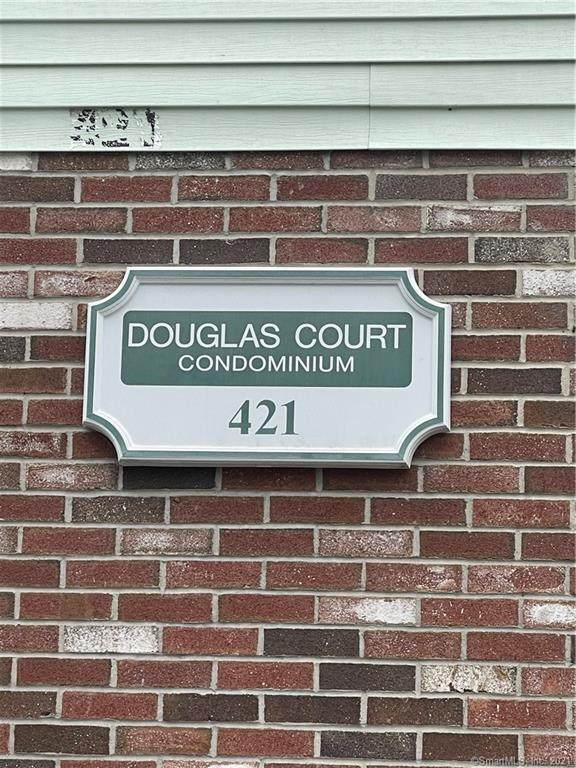 DOUGLAS COURT
CONDOMINIUM
421
© SmartMLS, Inc. 2021